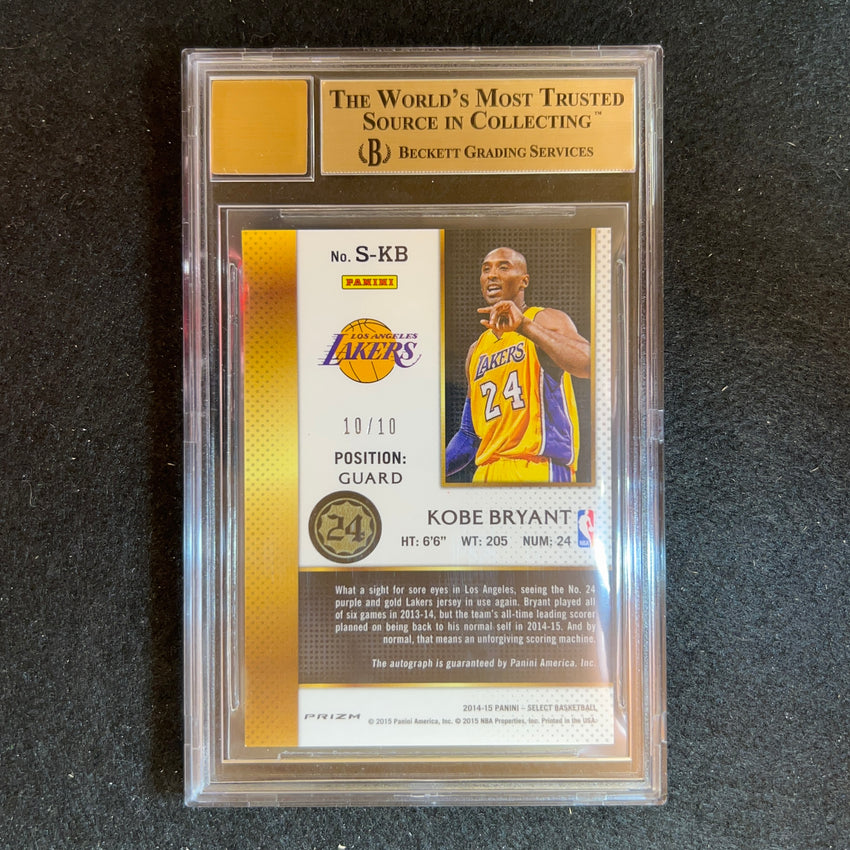 THE WORLD'S MOST TRUSTED
SOURCE IN COLLECTING™
B BECKETT GRADING SERVICES
No. S-KB
PANINI
LOS ANGELES
LAKERS
10/10
POSITION:
GUARD
LAKERS
24
24
KOBE BRYANT
HT: 6'6" WT: 205 NUM: 24
NBA
What a sight for sore eyes in Los Angeles, seeing the No. 24
purple and gold Lakers jersey in use again. Bryant played all
of six games in 2013-14, but the team's all-time leading scorer
planned on being back to his normal self in 2014-15. And by
normal, that means an unforgiving scoring machine.
The autograph is guaranteed by Panini America, Inc.
2014-15 PANINI – SELECT BASKETBALL
PRIZM © 2015 Panini America, Inc. © 2015 NBA Properties, Inc. Printed in the USA.